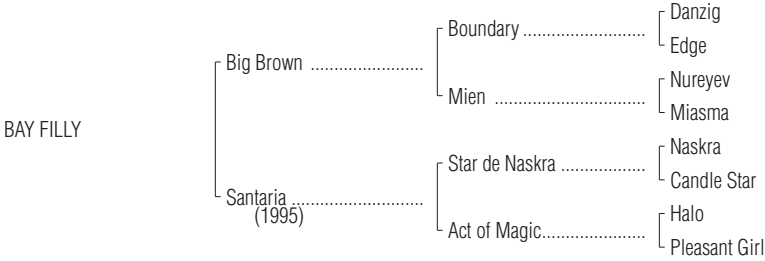 Danzig
Boundary ..............................
Edge
Big Brown ............................
Nureyev
Mien ......................................
Miasma
BAY FILLY
Naskra
Star de Naskra .....................
Candle Star
Santaria .................................
(1995)
Halo
Act of Magic..........................
Pleasant Girl